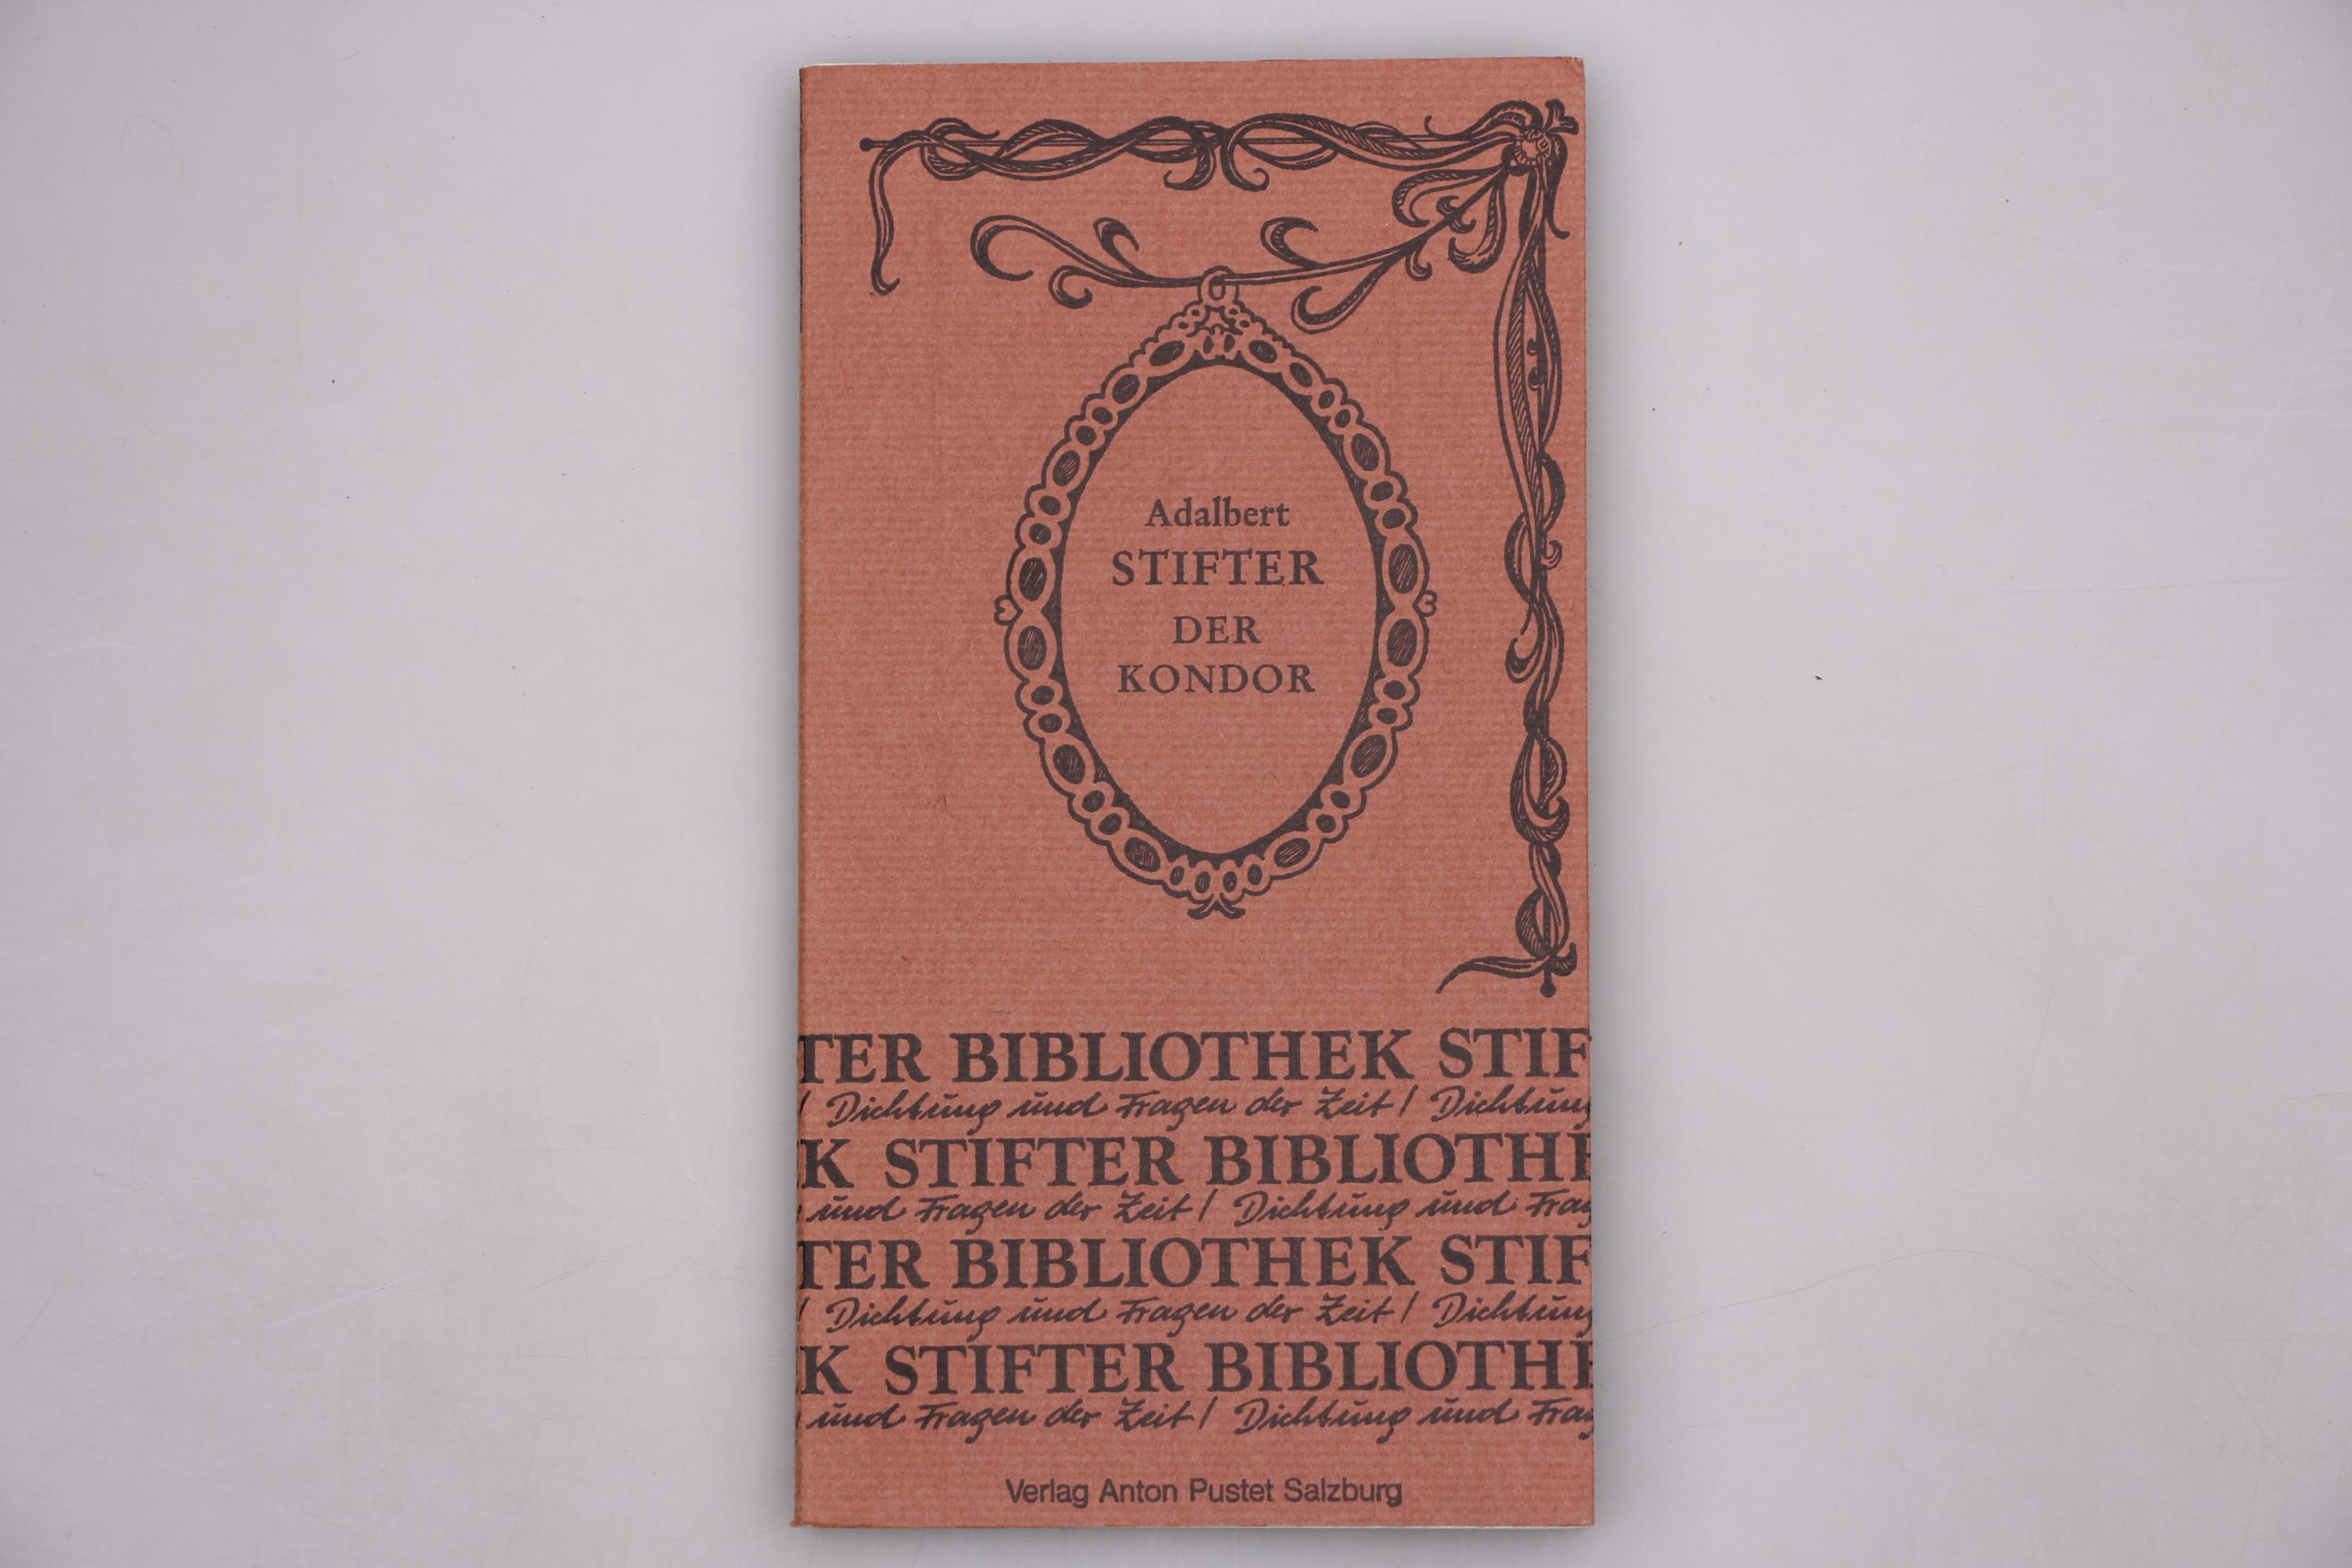 Adalbert
STIFTER
DER
KONDOR
TER BIBLIOTHEK STIF
/ Dichtung und Fragen der Zeit / Dichtung
K STIFTER BIBLIOTHE
und Fragen der Zeit / Dichtung und Frag
TER BIBLIOTHEK STIF
/ Dichtung und Fragen der Zeit / Dichtung
K STIFTER BIBLIOTHE
und Fragen der Zeit / Dichtung und Frag
Verlag Anton Pustet Salzburg